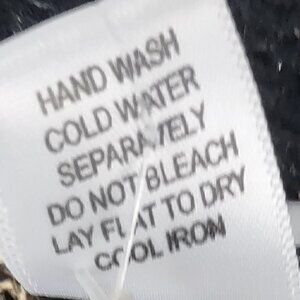 HAND WASH
COLD WATER
SEPARATELY
DO NOT BLEACH
LAY FLAT TO DRY
COOL IRON